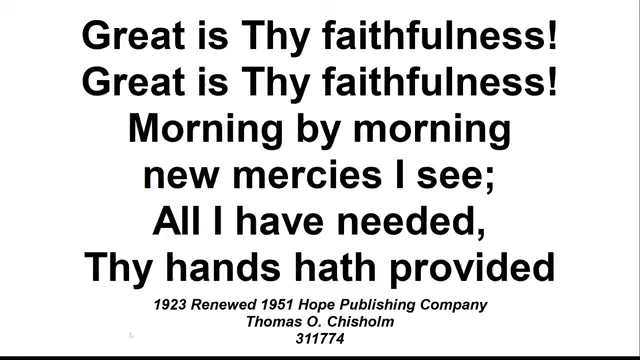 Great is Thy faithfulness!
Great is Thy faithfulness!
Morning by morning
new mercies I see;
All I have needed,
Thy hands hath provided
1923 Renewed 1951 Hope Publishing Company
Thomas O. Chisholm
311774